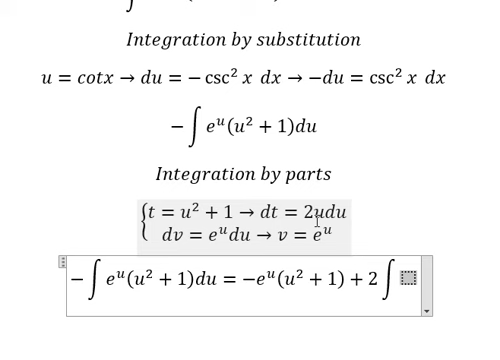 Integration by substitution
u = cotx → du = − csc² x dx → −du = csc² x dx
− ∫ eᵘ(u² + 1)du
Integration by parts
{t = u² + 1 → dt = 2udu
dv = eᵘdu → v = eᵘ
− ∫ eᵘ(u² + 1)du = −eᵘ(u² + 1) + 2 ∫